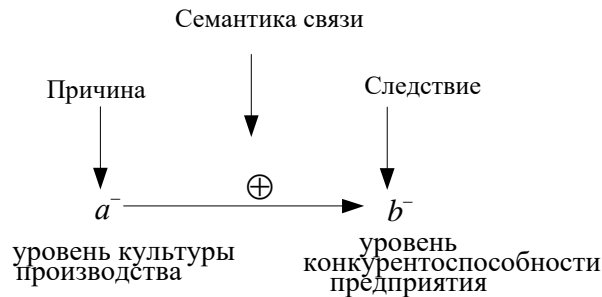 Семантика связи
Причина
Следствие
⊕
a⁻
b⁻
уровень культуры
производства
уровень
конкурентоспособности
предприятия